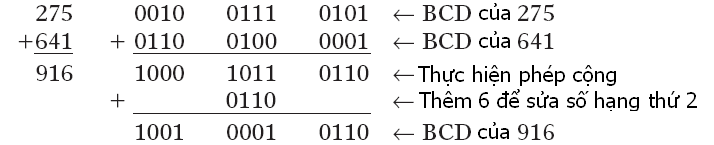 275 0010 0111 0101 ← BCD của 275
+641 + 0110 0100 0001 ← BCD của 641
916 1000 1011 0110 ←Thực hiện phép cộng
+ 0110 ←Thêm 6 để sửa số hạng thứ 2
1001 0001 0110 ← BCD của 916